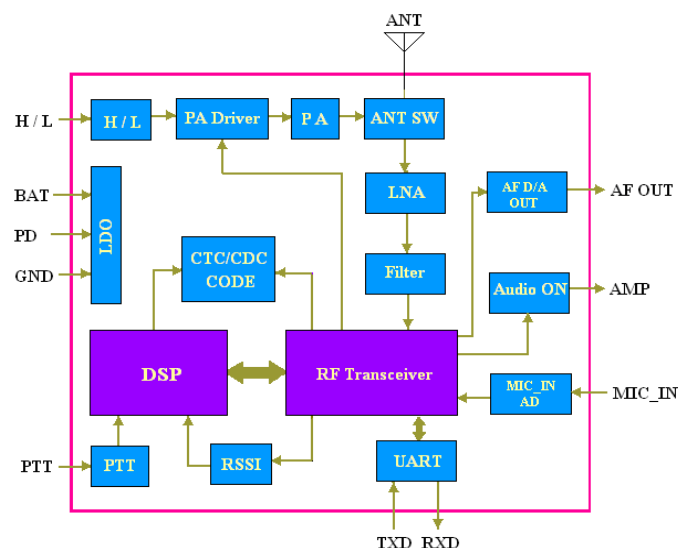 ANT
H / L
H / L
PA Driver
P A
ANT SW
LNA
AF D/A
OUT
AF OUT
BAT
PD
GND
LDO
CTC/CDC
CODE
Filter
Audio ON
AMP
DSP
RF Transceiver
MIC_IN
AD
MIC_IN
PTT
PTT
RSSI
UART
TXD
RXD